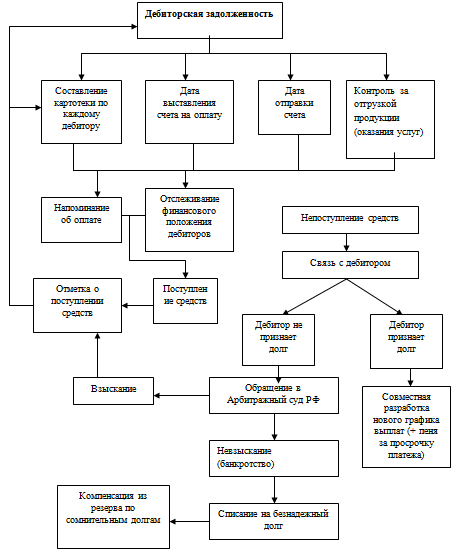 Дебиторская задолженность
Составление
картотеки по
каждому
дебитору
Дата
выставления
счета на оплату
Дата
отправки
счета
Контроль за
отгрузкой
продукции
(оказания услуг)
Напоминание
об оплате
Отслеживание
финансового
положения
дебиторов
Непоступление средств
Связь с дебитором
Отметка о
поступлении
средств
Поступлен
ие средств
Дебитор не
признает
долг
Дебитор
признает
долг
Взыскание
Обращение в
Арбитражный суд РФ
Совместная
разработка
нового графика
выплат (+ пеня
за просрочку
платежа)
Невзыскание
(банкротство)
Компенсация из
резерва по
сомнительным долгам
Списание на безнадежный
долг